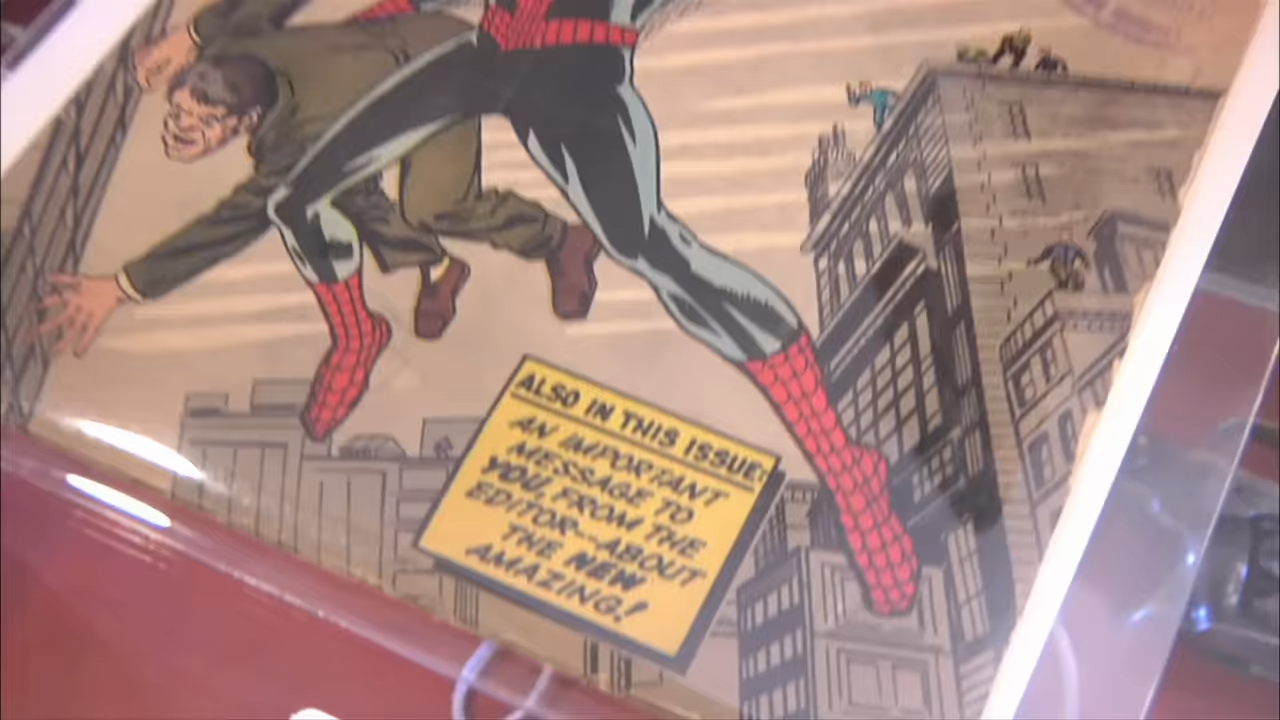 ALSO IN THIS ISSUE:
AN IMPORTANT
MESSAGE TO
YOU, FROM THE
EDITOR--ABOUT
THE NEW
AMAZING!